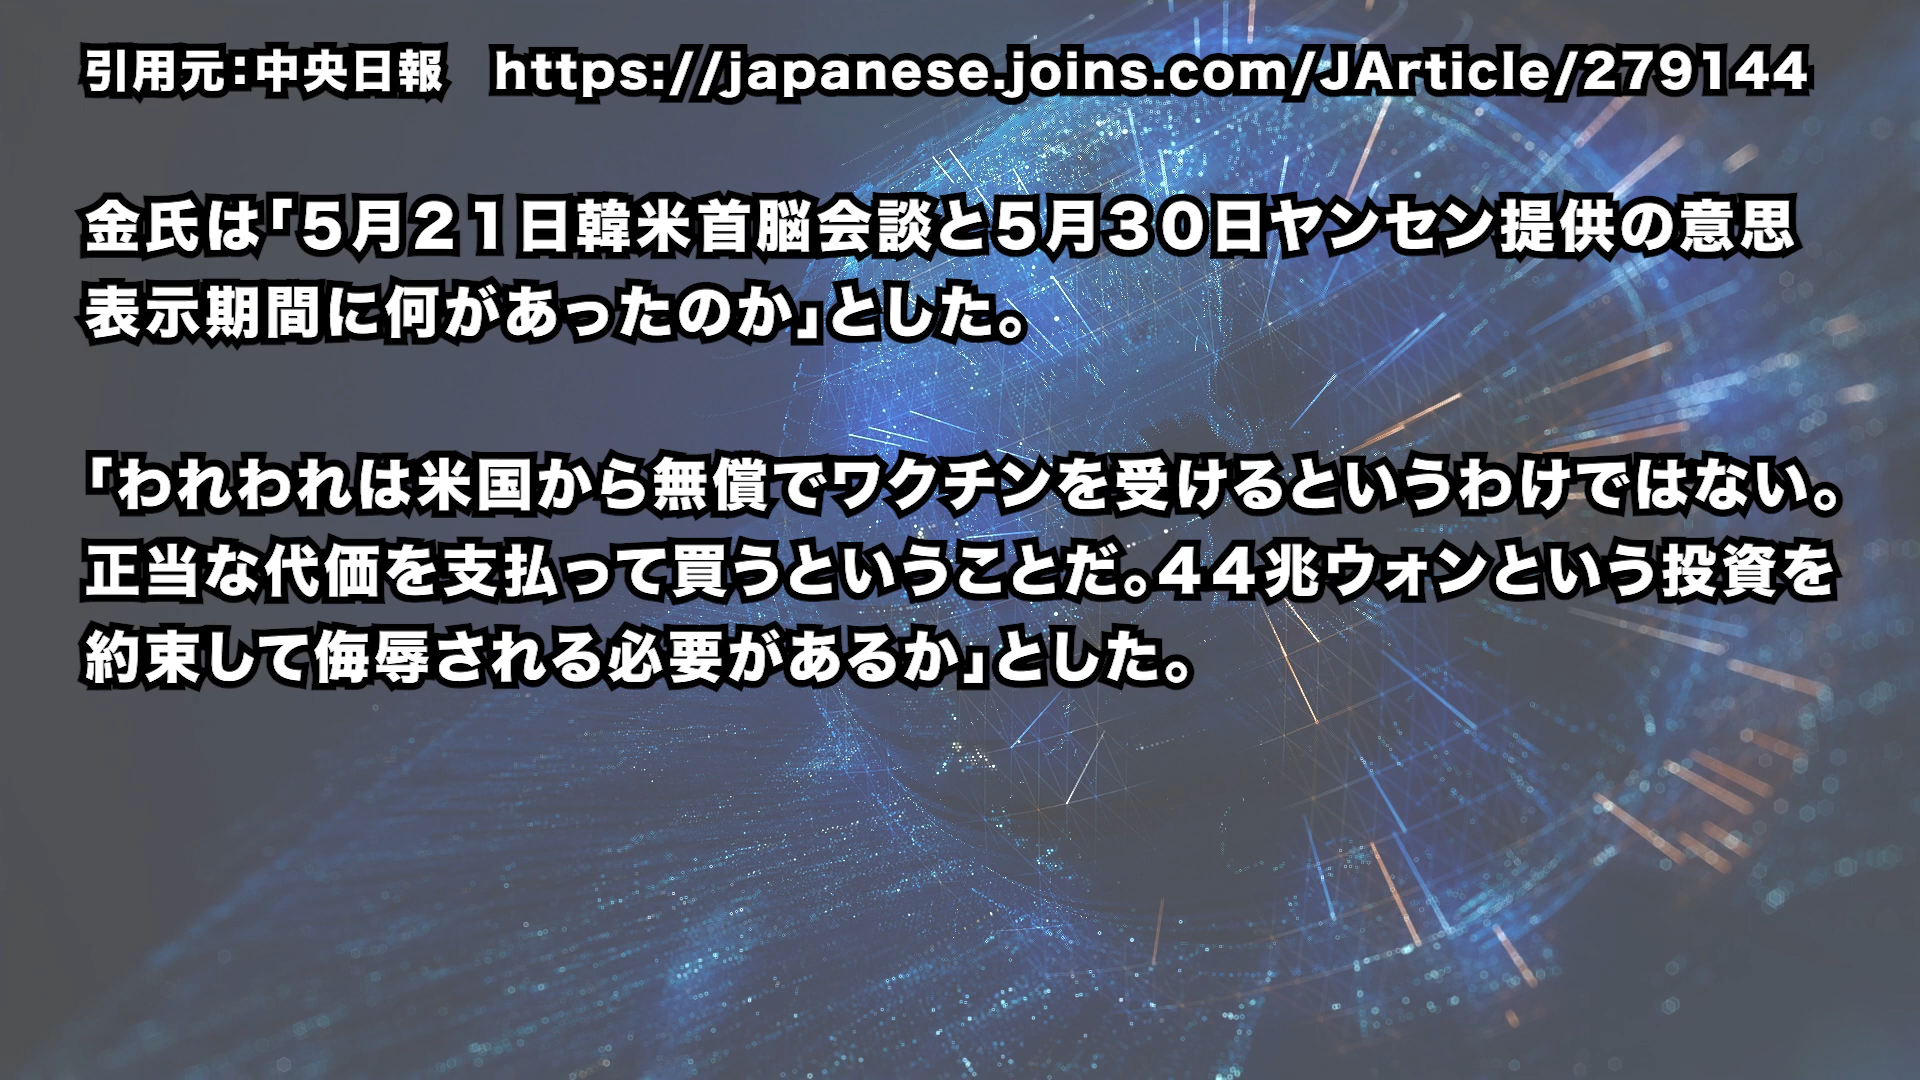 引用元：中央日報　https://japanese.joins.com/JArticle/279144
金氏は「５月２１日韓米首脳会談と５月３０日ヤンセン提供の意思
表示期間に何があったのか」とした。
「われわれは米国から無償でワクチンを受けるというわけではない。
正当な代価を支払って買うということだ。４４兆ウォンという投資を
約束して侮辱される必要があるか」とした。